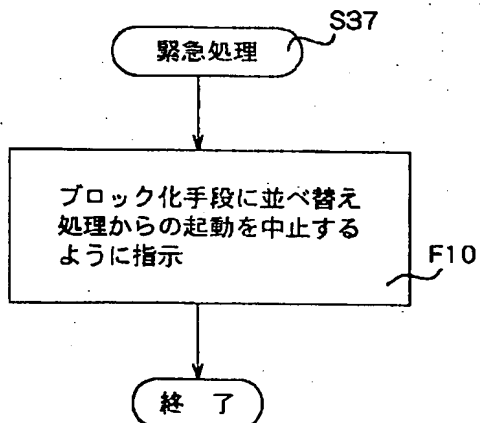 S37
緊急処理
ブロック化手段に並べ替え
処理からの起動を中止する
ように指示
F10
終 了